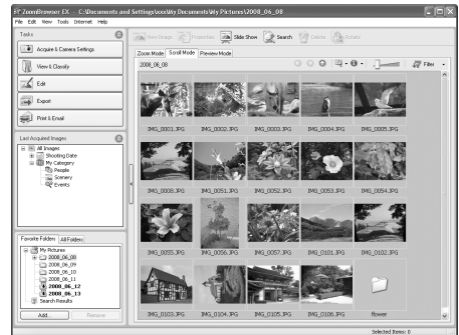 ZoomBrowser EX - C:\Documents and Settings\xxx\My Documents\My Pictures\2008_06_08
File Edit View Tools Internet Help
Tasks
Acquire & Camera Settings
View & Classify
Edit
Export
Print & Email
Last Acquired Images
All Images
Shooting Date
My Category
People
Scenery
Events
Favorite Folders All Folders
My Pictures
2008_06_08
2008_06_09
2008_06_10
2008_06_11
2008_06_12
2008_06_13
Search Results
Add... Remove
View Image Properties Slide Show Search Delete Rotate
Zoom Mode Scroll Mode Preview Mode
2008_06_08 Filter
IMG_0001.JPG IMG_0002.JPG IMG_0003.JPG IMG_0004.JPG IMG_0005.JPG
IMG_0051.JPG IMG_0052.JPG IMG_0053.JPG IMG_0054.JPG
IMG_0055.JPG IMG_0056.JPG IMG_0057.JPG IMG_0101.JPG IMG_0102.JPG
IMG_0103.JPG IMG_0104.JPG IMG_0105.JPG IMG_0106.JPG flower
Selected Items: 0